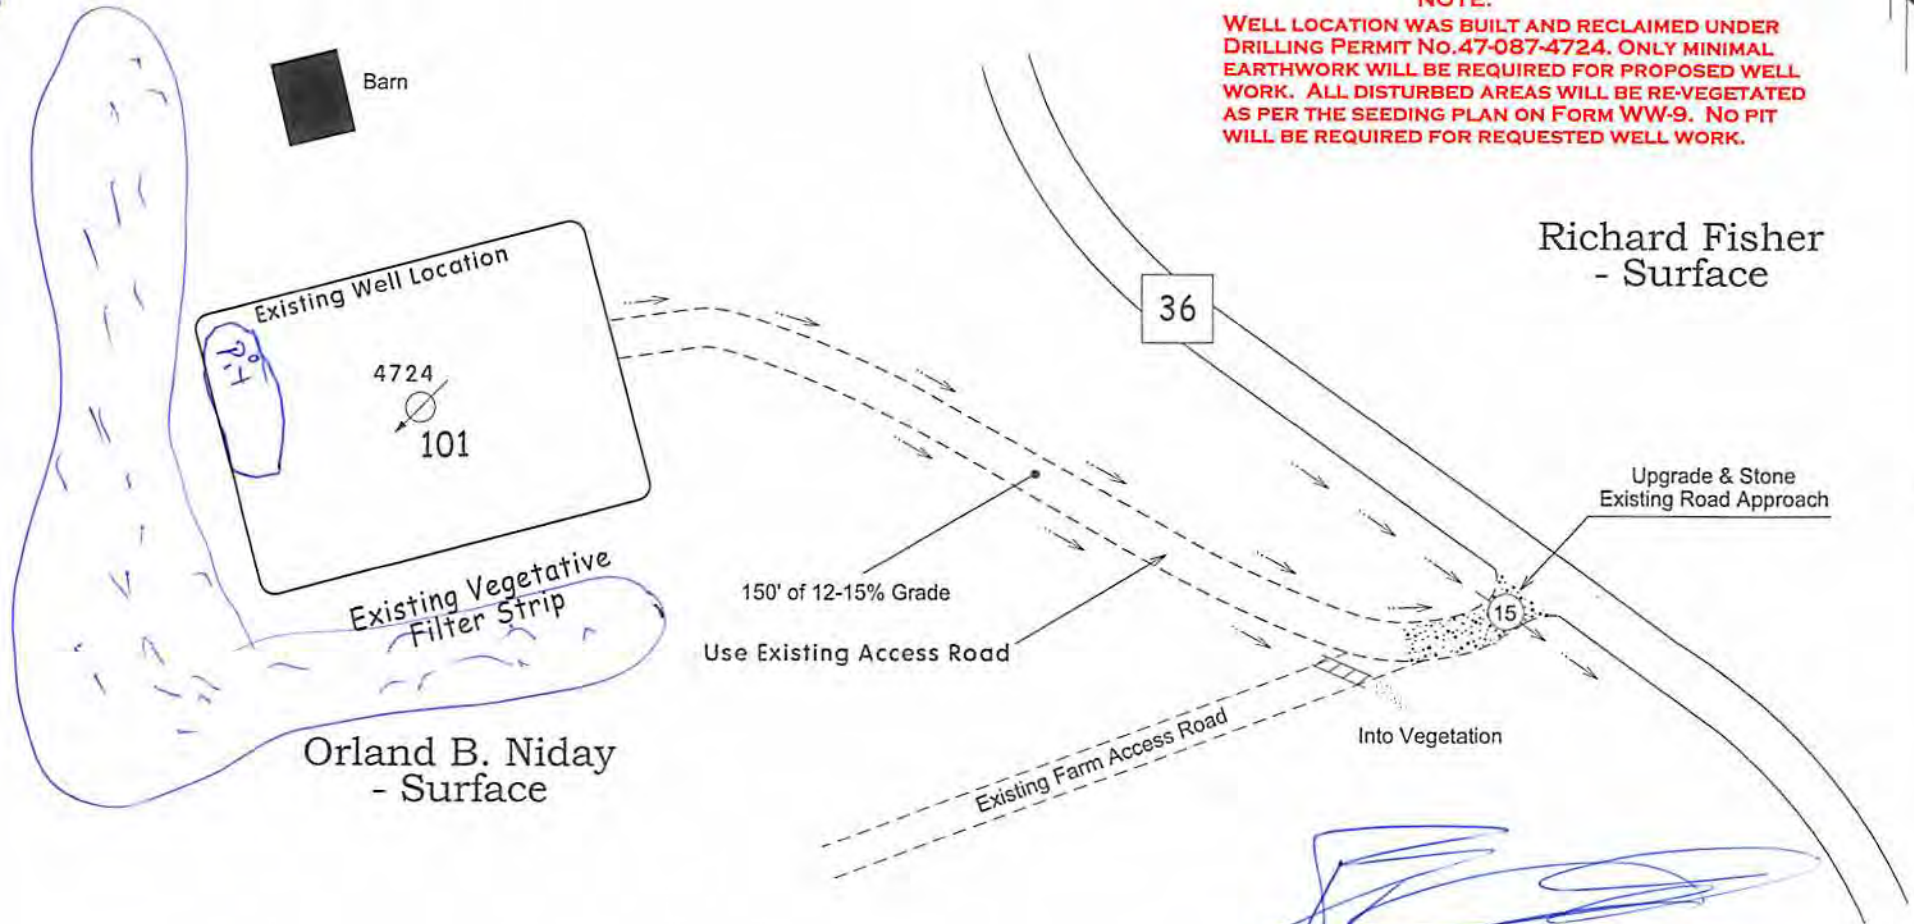 NOTE:
WELL LOCATION WAS BUILT AND RECLAIMED UNDER
DRILLING PERMIT NO.47-087-4724. ONLY MINIMAL
EARTHWORK WILL BE REQUIRED FOR PROPOSED WELL
WORK. ALL DISTURBED AREAS WILL BE RE-VEGETATED
AS PER THE SEEDING PLAN ON FORM WW-9. NO PIT
WILL BE REQUIRED FOR REQUESTED WELL WORK.
Barn
Richard Fisher
- Surface
Existing Well Location
36
Pit
4724
101
Upgrade & Stone
Existing Road Approach
150' of 12-15% Grade
Use Existing Access Road
15
Existing Vegetative
Filter Strip
Into Vegetation
Existing Farm Access Road
Orland B. Niday
- Surface